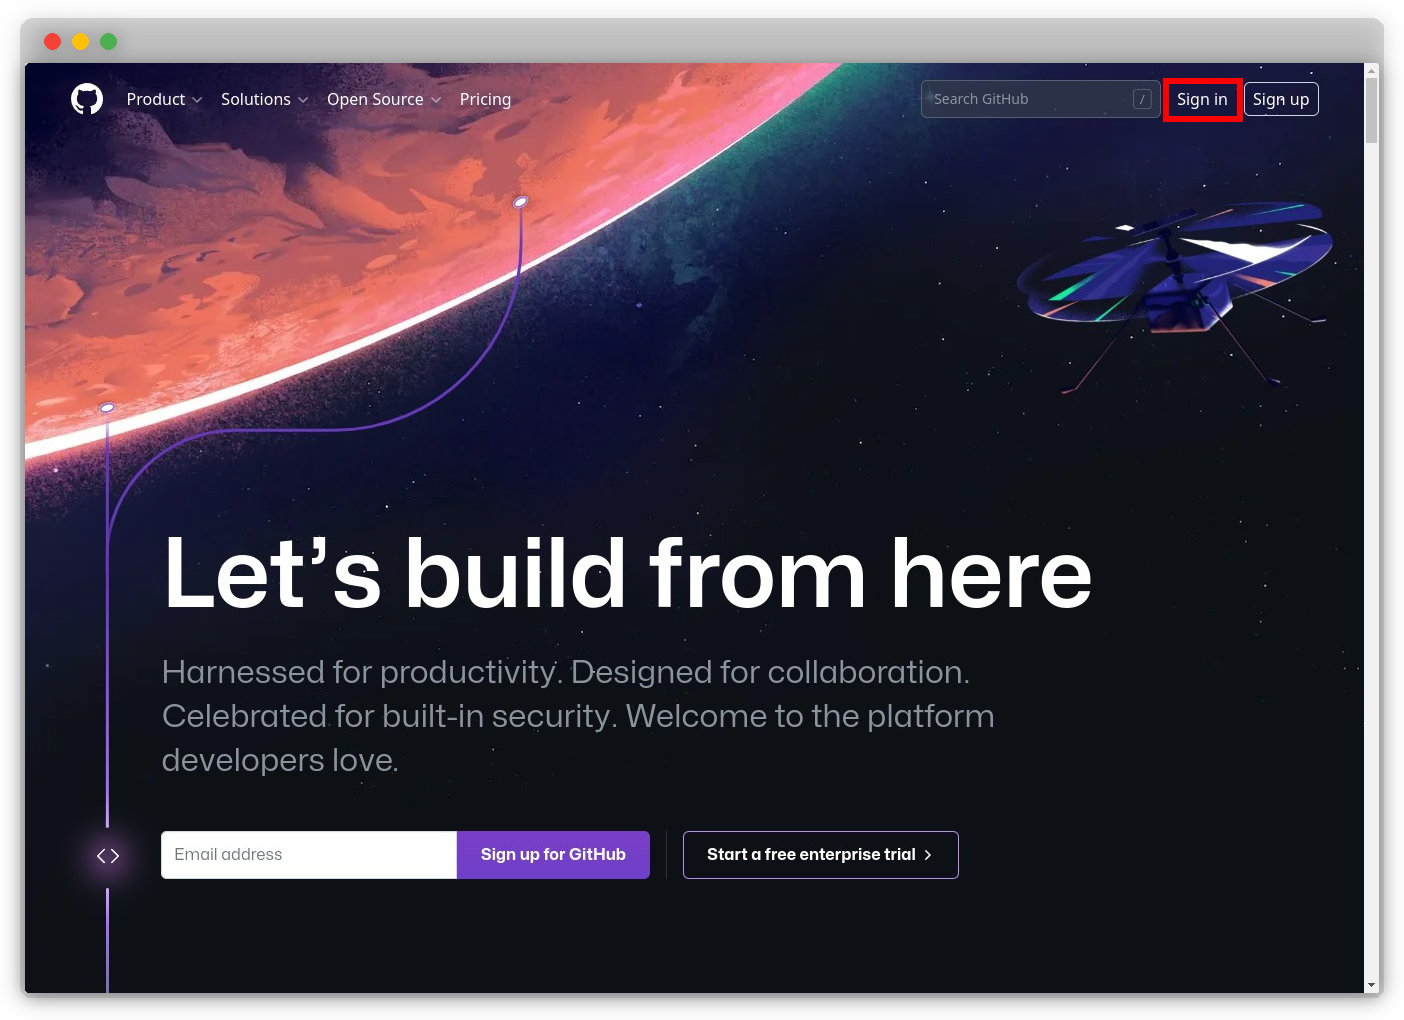 Product Solutions Open Source Pricing Search GitHub / Sign in Sign up
Let’s build from here
Harnessed for productivity. Designed for collaboration.
Celebrated for built-in security. Welcome to the platform
developers love.
Email address Sign up for GitHub Start a free enterprise trial